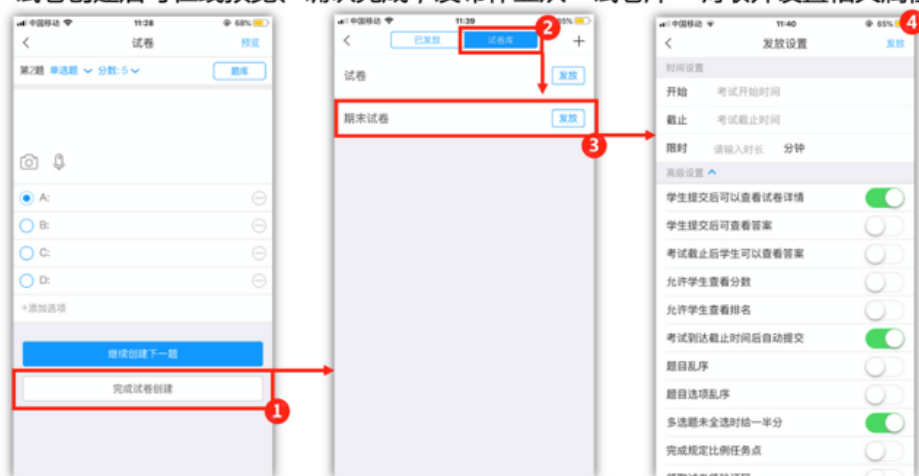 中国移动 11:28 68%
试卷 预览
第2题 单选题 分数: 5 题库
A:
B:
C:
D:
+添加选项
继续创建下一题
完成试卷创建
1
中国移动 11:39
已发放 试卷库 +
2
试卷 发放
期末试卷 发放
3
中国移动 11:40 65%
4
发放设置 发放
时间设置
开始 考试开始时间
截止 考试截止时间
限时 请输入时长 分钟
高级设置
学生提交后可以查看试卷详情
学生提交后可查看答案
考试截止后学生可以查看答案
允许学生查看分数
允许学生查看排名
考试到达截止时间后自动提交
题目乱序
题目选项乱序
多选题未全选时给一半分
完成规定比例任务点